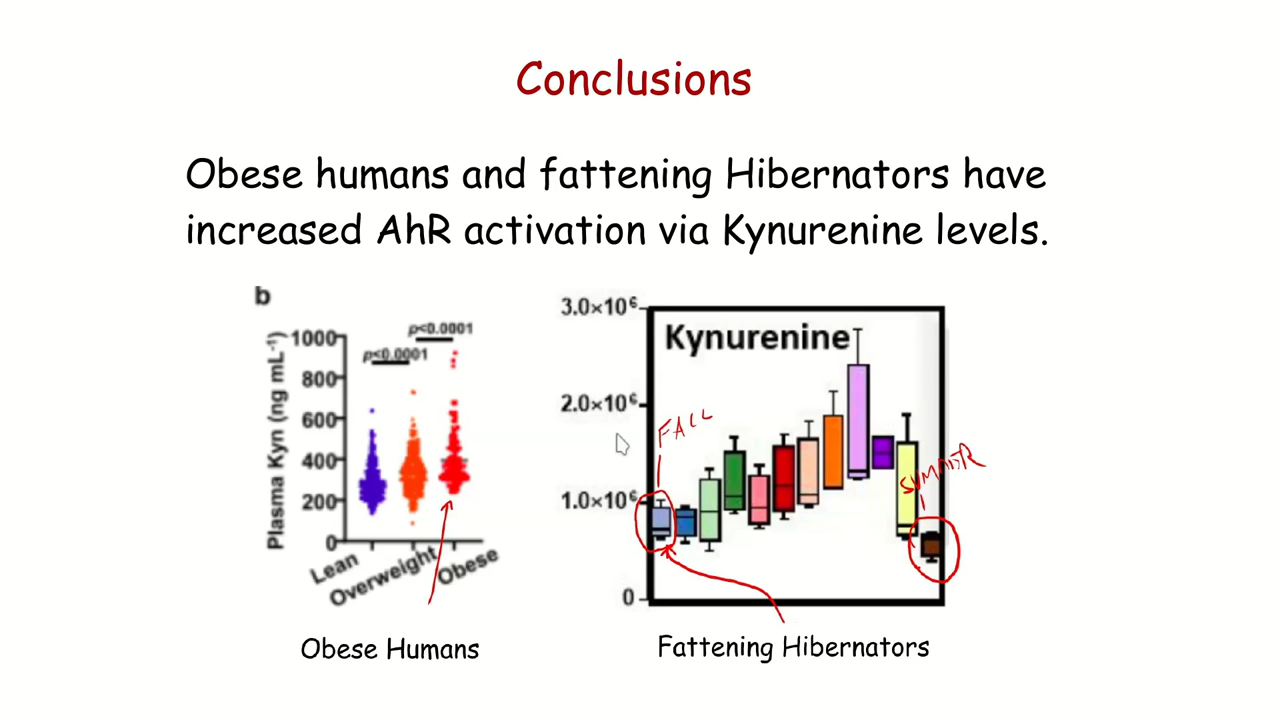 Conclusions
Obese humans and fattening Hibernators have
increased AhR activation via Kynurenine levels.
b
Plasma Kyn (ng mL⁻¹)
1000
800
600
400
200
0
p<0.0001
p<0.0001
Lean
Overweight
Obese
Obese Humans
3.0×10⁶
2.0×10⁶
1.0×10⁶
0
Kynurenine
FALL
SUMMER
Fattening Hibernators